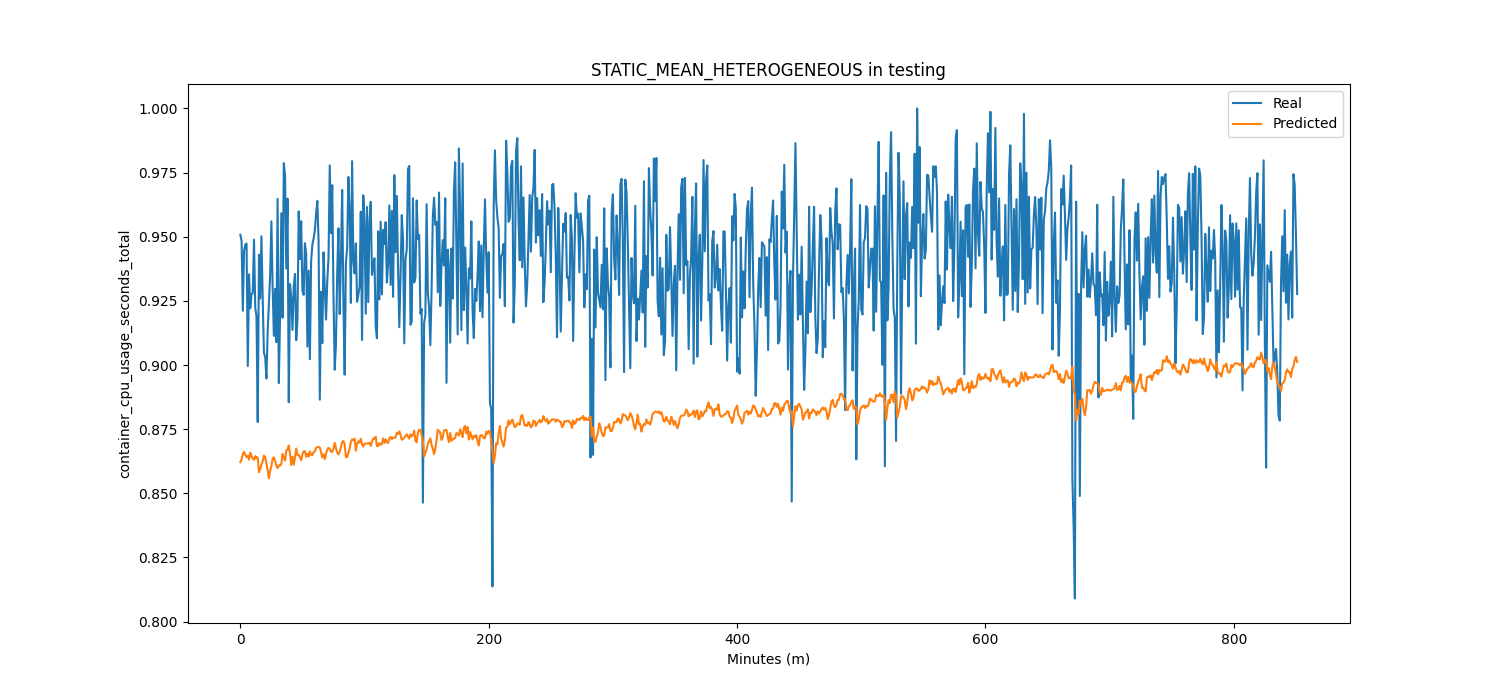 STATIC_MEAN_HETEROGENEOUS in testing
Real
Predicted
container_cpu_usage_seconds_total
1.000
0.975
0.950
0.925
0.900
0.875
0.850
0.825
0.800
0
200
400
600
800
Minutes (m)